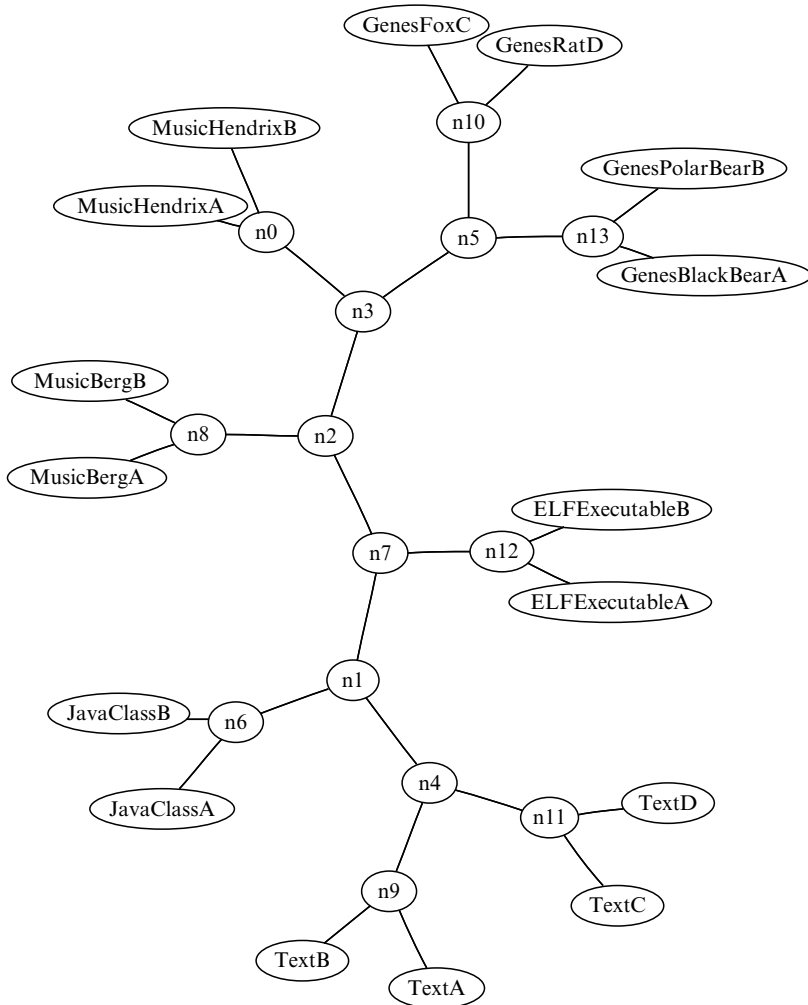 GenesFoxC
GenesRatD
n10
MusicHendrixB
GenesPolarBearB
MusicHendrixA
n0
n5
n13
GenesBlackBearA
n3
MusicBergB
n8
n2
MusicBergA
ELFExecutableB
n7
n12
ELFExecutableA
n1
JavaClassB
n6
n4
JavaClassA
TextD
n11
n9
TextC
TextB
TextA